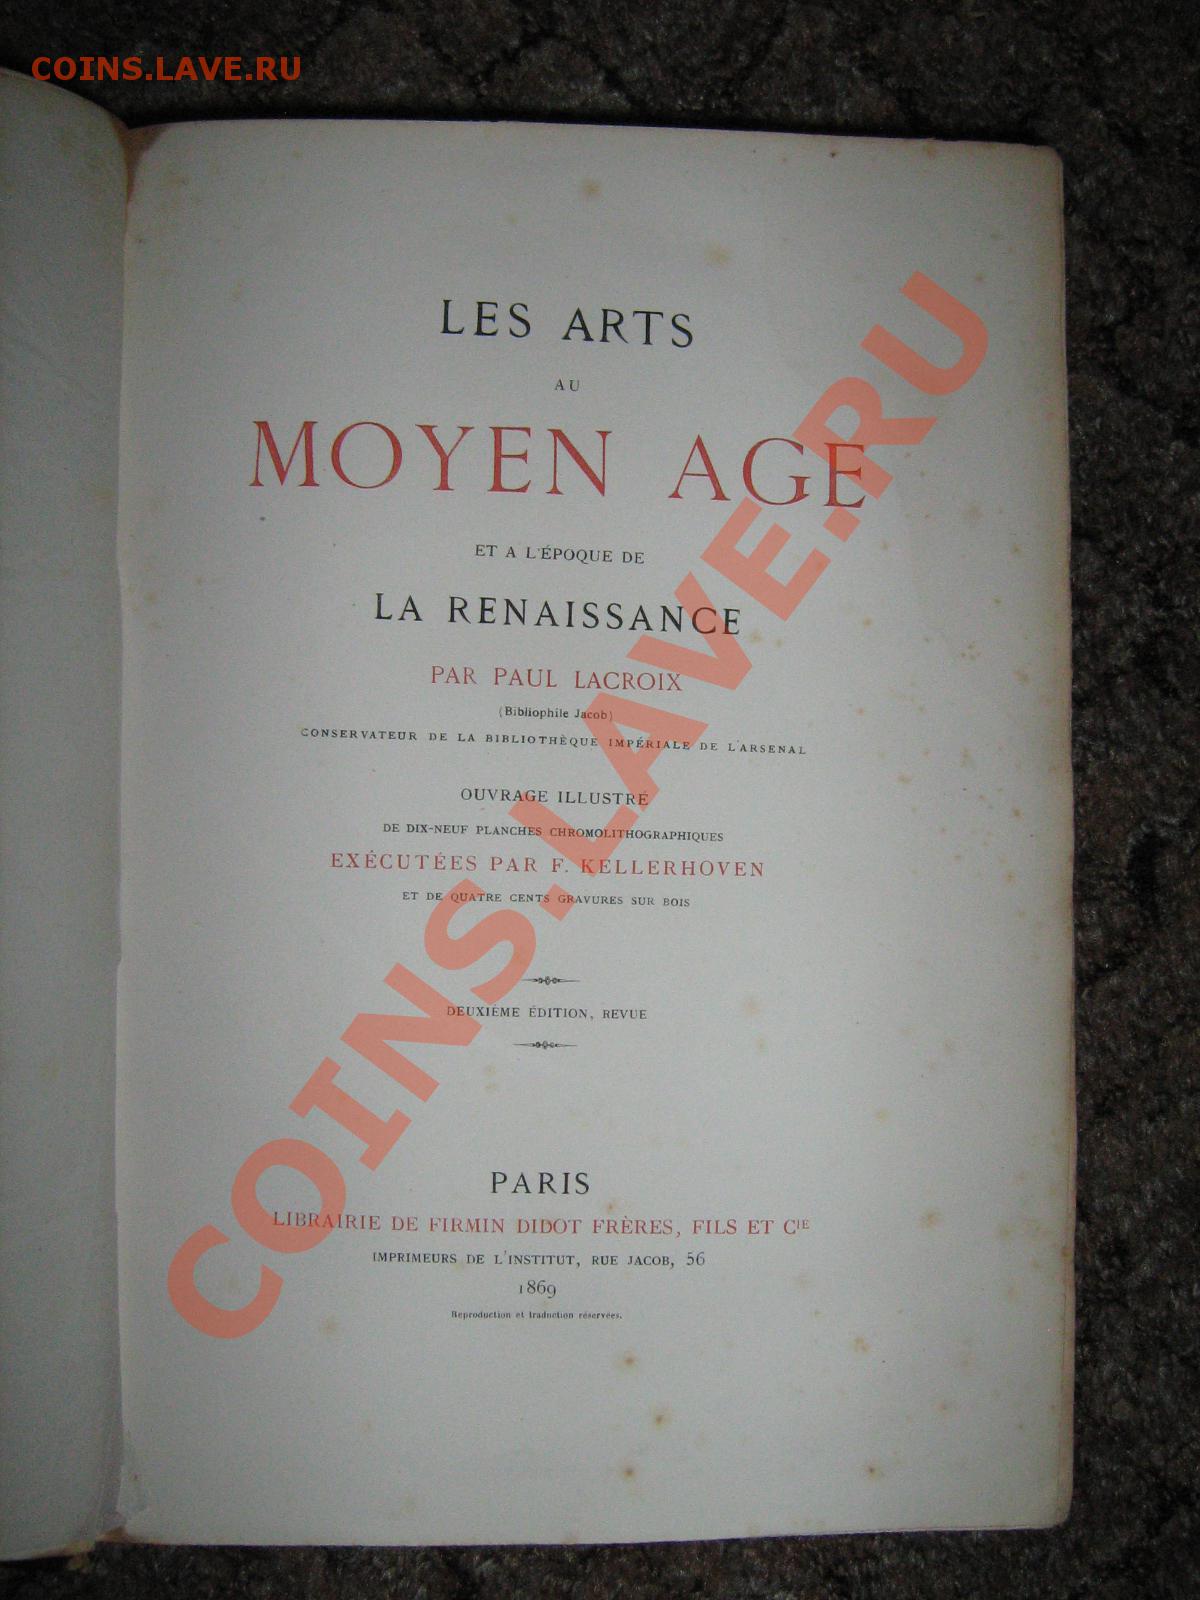 COINS.LAVE.RU
LES ARTS
AU
MOYEN AGE
ET A L'ÉPOQUE DE
LA RENAISSANCE
PAR PAUL LACROIX
(Bibliophile Jacob)
CONSERVATEUR DE LA BIBLIOTHÈQUE IMPÉRIALE DE L'ARSENAL
OUVRAGE ILLUSTRÉ
DE DIX-NEUF PLANCHES CHROMOLITHOGRAPHIQUES
EXÉCUTÉES PAR F. KELLERHOVEN
ET DE QUATRE CENTS GRAVURES SUR BOIS
DEUXIÈME ÉDITION, REVUE
PARIS
LIBRAIRIE DE FIRMIN DIDOT FRÈRES, FILS ET CIE
IMPRIMEURS DE L'INSTITUT, RUE JACOB, 56
1869
Reproduction et traduction réservées.
COINS.LAVE.RU